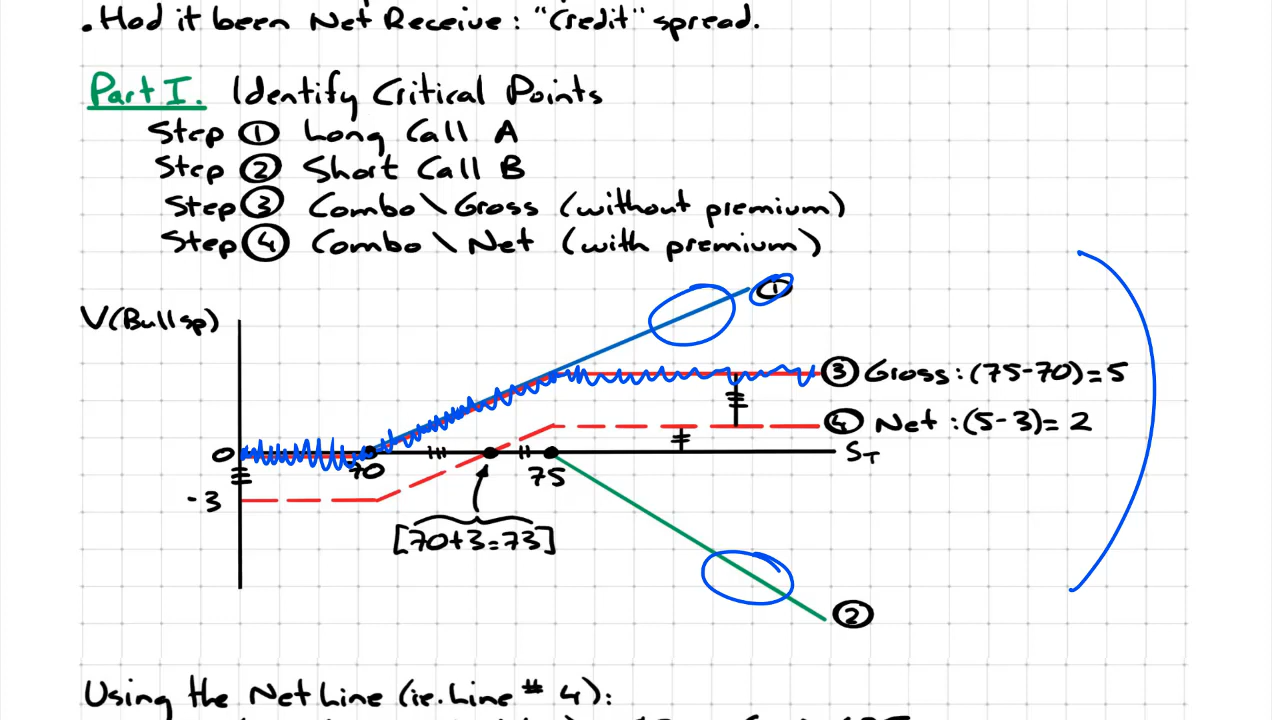 • Had it been Net Receive: "Credit" spread.
Part I. Identify Critical Points
Step ① Long Call A
Step ② Short Call B
Step ③ Combo \ Gross (without premium)
Step ④ Combo \ Net (with premium)
①
V(Bullsp)
③ Gross: (75-70) = 5
④ Net: (5-3) = 2
0
70
75
S_T
-3
[70+3=73]
②
Using the Net Line (ie. Line # 4):